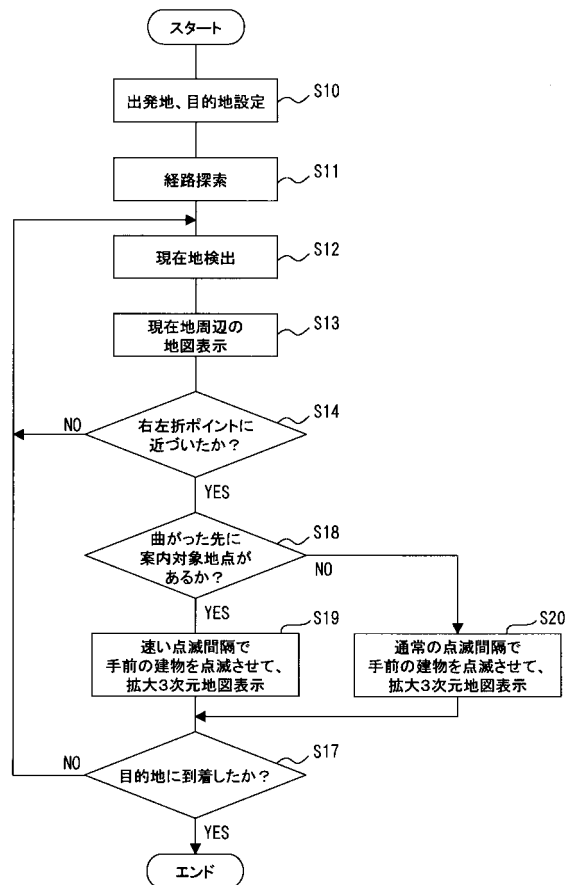 スタート
出発地、目的地設定
S10
経路探索
S11
現在地検出
S12
現在地周辺の
地図表示
S13
右左折ポイントに
近づいたか?
S14
NO
YES
曲がった先に
案内対象地点が
あるか?
S18
NO
YES
速い点滅間隔で
手前の建物を点滅させて、
拡大3次元地図表示
S19
通常の点滅間隔で
手前の建物を点滅させて、
拡大3次元地図表示
S20
目的地に到着したか?
S17
NO
YES
エンド